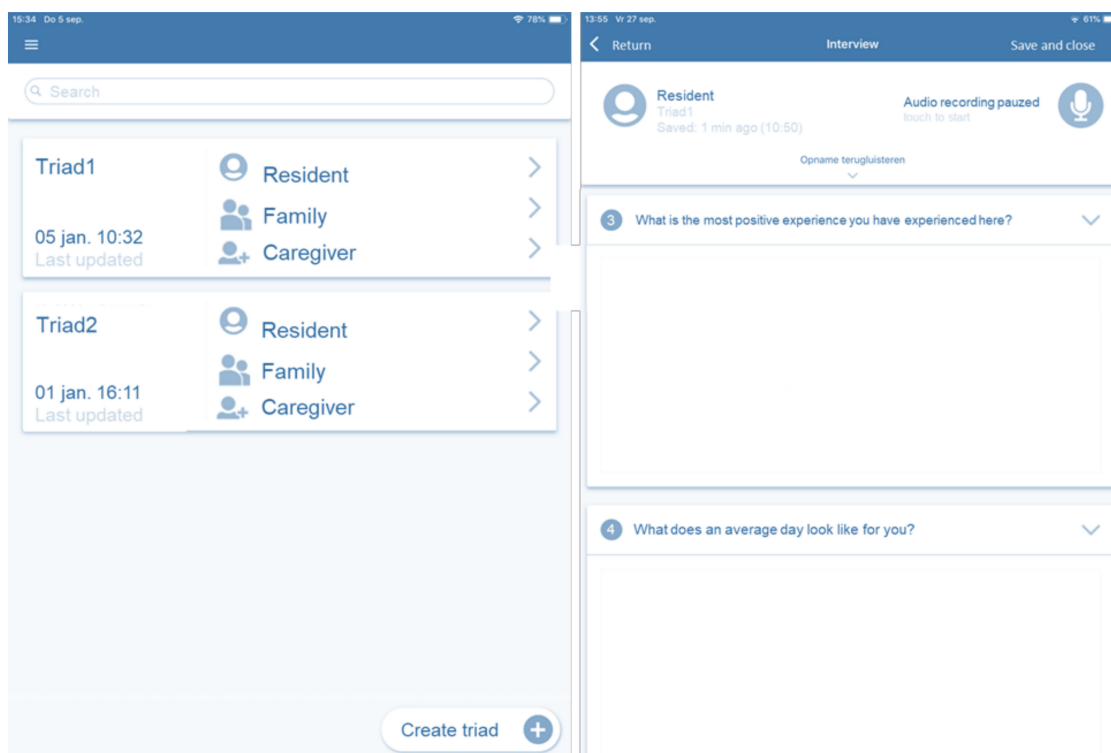 15:34 Do 5 sep.
78%
Search
Triad1
Resident
Family
05 jan. 10:32
Caregiver
Last updated
Triad2
Resident
Family
01 jan. 16:11
Caregiver
Last updated
Create triad
13:55 Vr 27 sep.
61%
Return
Interview
Save and close
Resident
Triad1
Saved: 1 min ago (10:50)
Audio recording pauzed
touch to start
Opname terugluisteren
3 What is the most positive experience you have experienced here?
4 What does an average day look like for you?